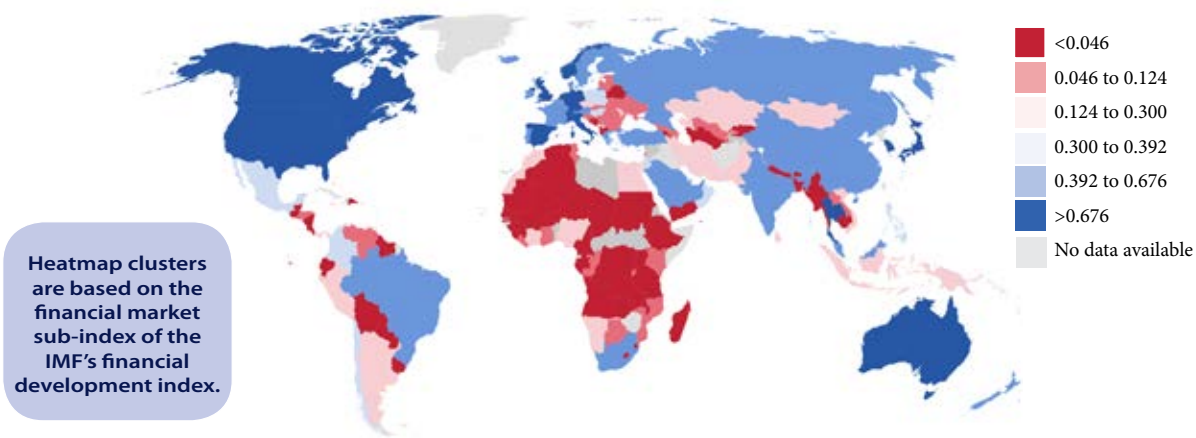 <0.046
0.046 to 0.124
0.124 to 0.300
0.300 to 0.392
0.392 to 0.676
>0.676
No data available
Heatmap clusters
are based on the
financial market
sub-index of the
IMF's financial
development index.